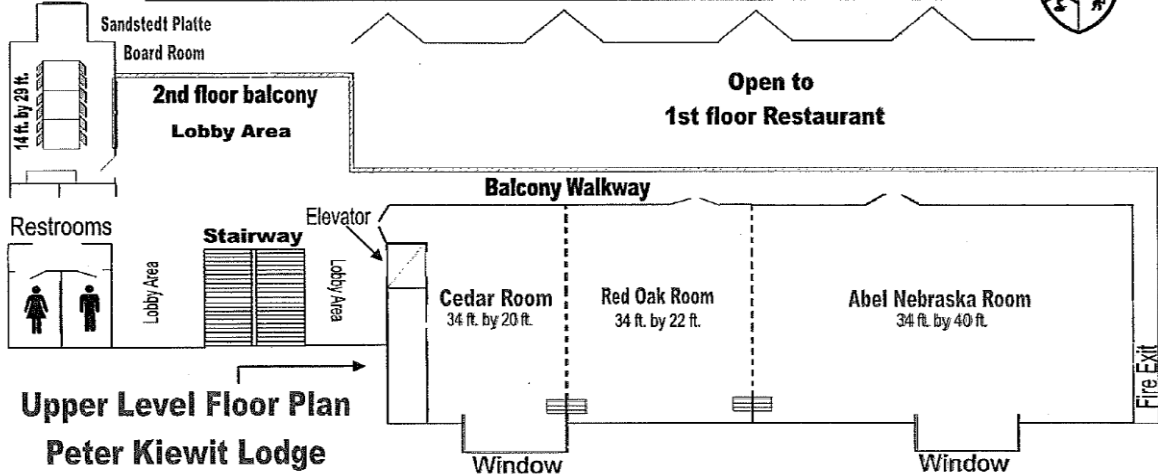 Sandstedt Platte
Board Room
14 ft. by 29 ft.
2nd floor balcony
Lobby Area
Open to
1st floor Restaurant
Balcony Walkway
Restrooms
Lobby Area
Stairway
Lobby Area
Elevator
Cedar Room
34 ft. by 20 ft.
Red Oak Room
34 ft. by 22 ft.
Abel Nebraska Room
34 ft. by 40 ft.
Fire Exit
Upper Level Floor Plan
Peter Kiewit Lodge
Window
Window